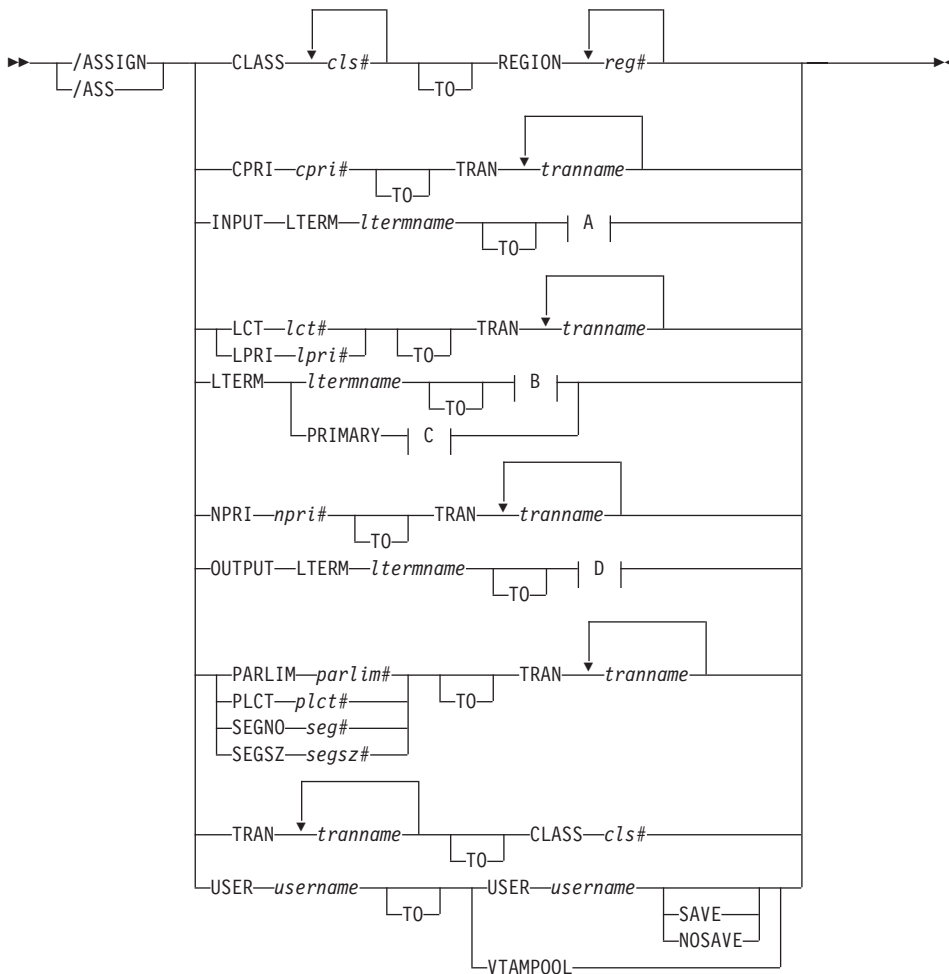 /ASSIGN CLASS cls# REGION reg#
/ASS TO
CPRI cpri# TRAN tranname
TO
INPUT LTERM ltermname A
TO
LCT lct# TRAN tranname
LPRI lpri# TO
LTERM ltermname B
TO
PRIMARY C
NPRI npri# TRAN tranname
TO
OUTPUT LTERM ltermname D
TO
PARLIM parlim# TRAN tranname
PLCT plct# TO
SEGNO seg#
SEGSZ segsz#
TRAN tranname CLASS cls#
TO
USER username USER username
TO SAVE
NOSAVE
VTAMPOOL